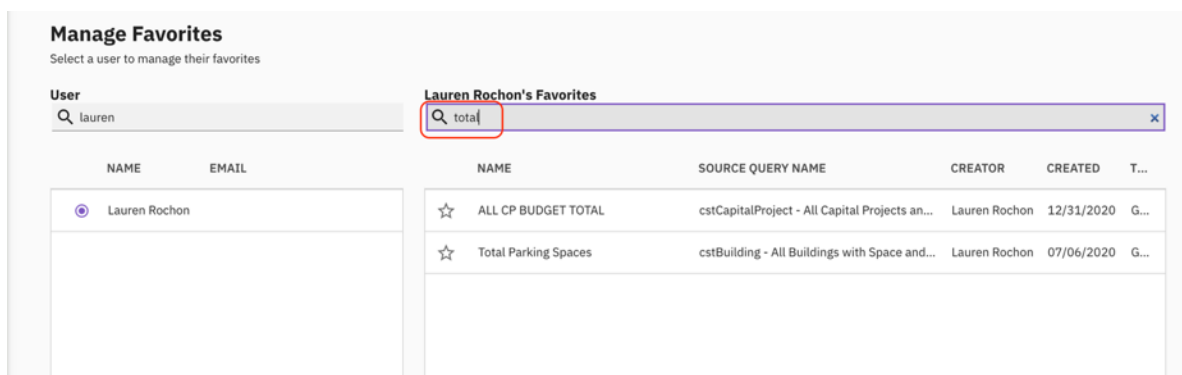 Manage Favorites
Select a user to manage their favorites
User
lauren
Lauren Rochon's Favorites
total
NAME EMAIL
Lauren Rochon
NAME SOURCE QUERY NAME CREATOR CREATED T...
ALL CP BUDGET TOTAL cstCapitalProject - All Capital Projects an... Lauren Rochon 12/31/2020 G...
Total Parking Spaces cstBuilding - All Buildings with Space and... Lauren Rochon 07/06/2020 G...